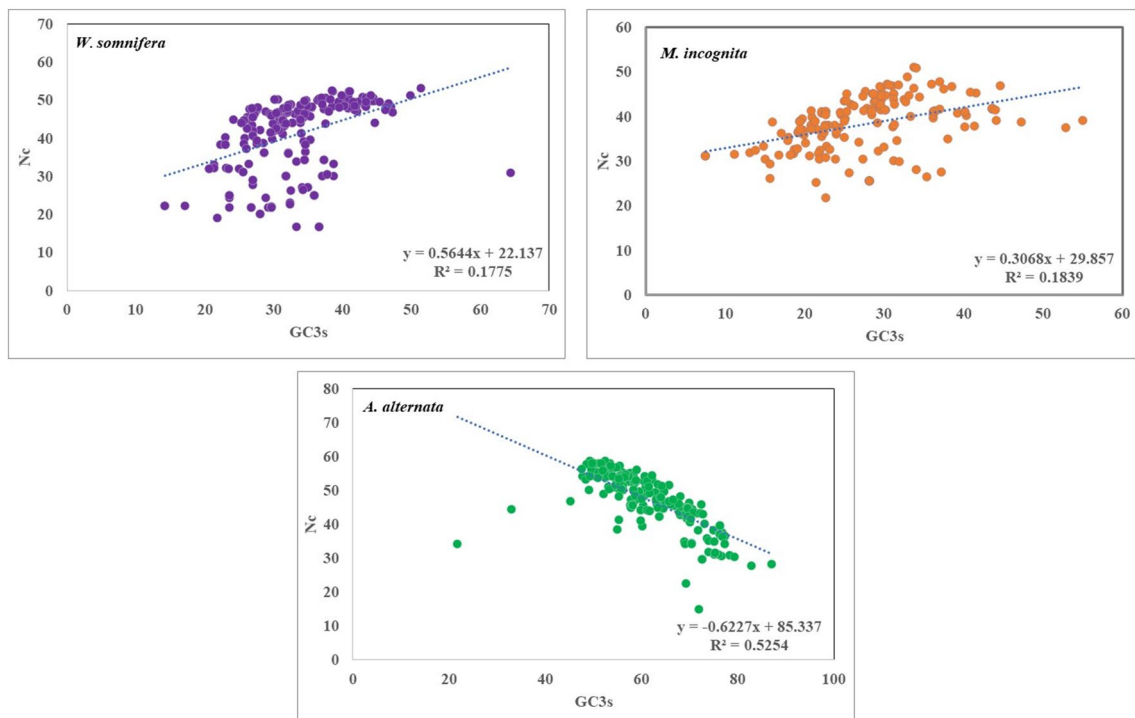 W. somnifera
70
60
50
40
30
20
10
0
Nc
0 10 20 30 40 50 60 70
GC3s
y = 0.5644x + 22.137
R² = 0.1775
M. incognita
60
50
40
30
20
10
0
Nc
0 10 20 30 40 50 60
GC3s
y = 0.3068x + 29.857
R² = 0.1839
A. alternata
80
70
60
50
40
30
20
10
0
Nc
0 20 40 60 80 100
GC3s
y = -0.6227x + 85.337
R² = 0.5254